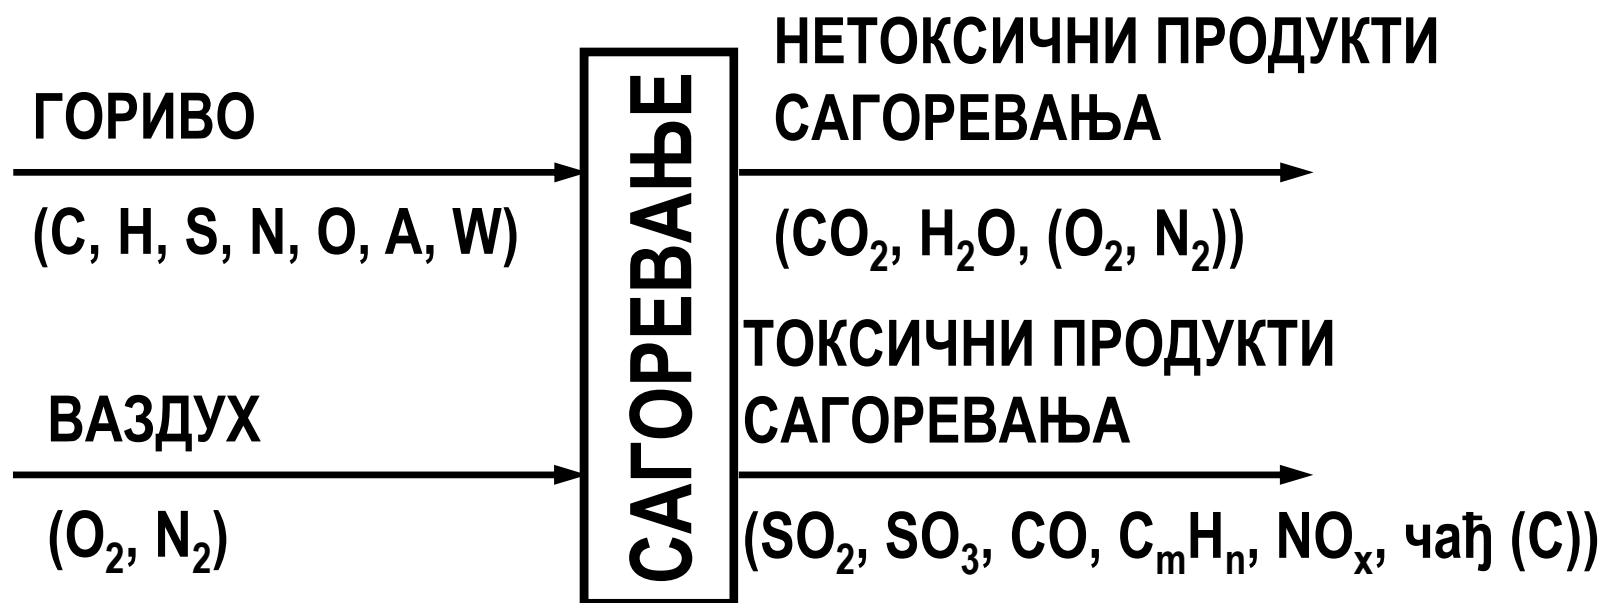 ГОРИВО
(C, H, S, N, O, A, W)
ВАЗДУХ
(O₂, N₂)
САГОРЕВАЊЕ
НЕТОКСИЧНИ ПРОДУКТИ
САГОРЕВАЊА
(CO₂, H₂O, (O₂, N₂))
ТОКСИЧНИ ПРОДУКТИ
САГОРЕВАЊА
(SO₂, SO₃, CO, CₘHₙ, NOₓ, чађ (C))